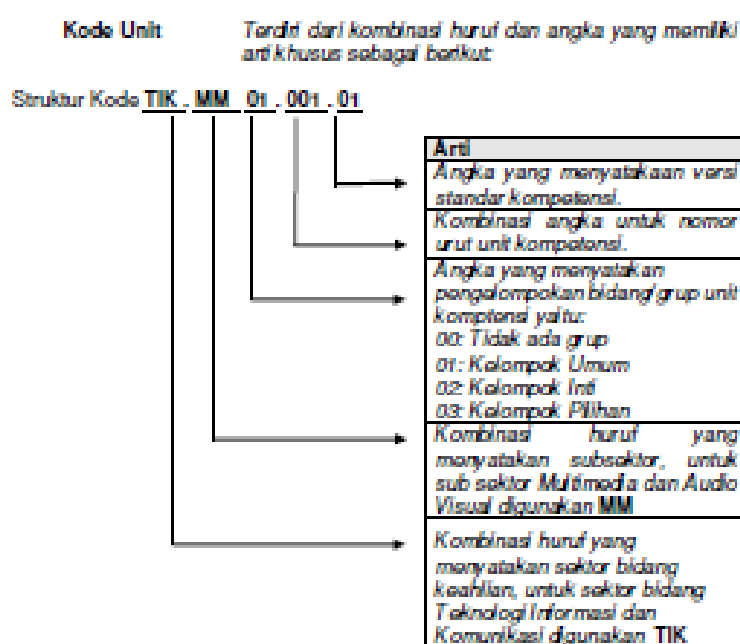 Kode Unit
Terdiri dari kombinasi huruf dan angka yang memiliki
arti khusus sebagai berikut:
Struktur Kode TIK . MM 01 . 001 . 01
Arti
Angka yang menyatakaan versi
standar kompetensi.
Kombinasi angka untuk nomor
urut unit kompetensi.
Angka yang menyatakan
pengelompokan bidang/grup unit
komptensi yaitu:
00: Tidak ada grup
01: Kelompok Umum
02: Kelompok Inti
03: Kelompok Pilihan
Kombinasi huruf yang
menyatakan subsektor, untuk
sub sektor Multimedia dan Audio
Visual digunakan MM
Kombinasi huruf yang
menyatakan sektor bidang
keahlian, untuk sektor bidang
Teknologi Informasi dan
Komunikasi digunakan TIK